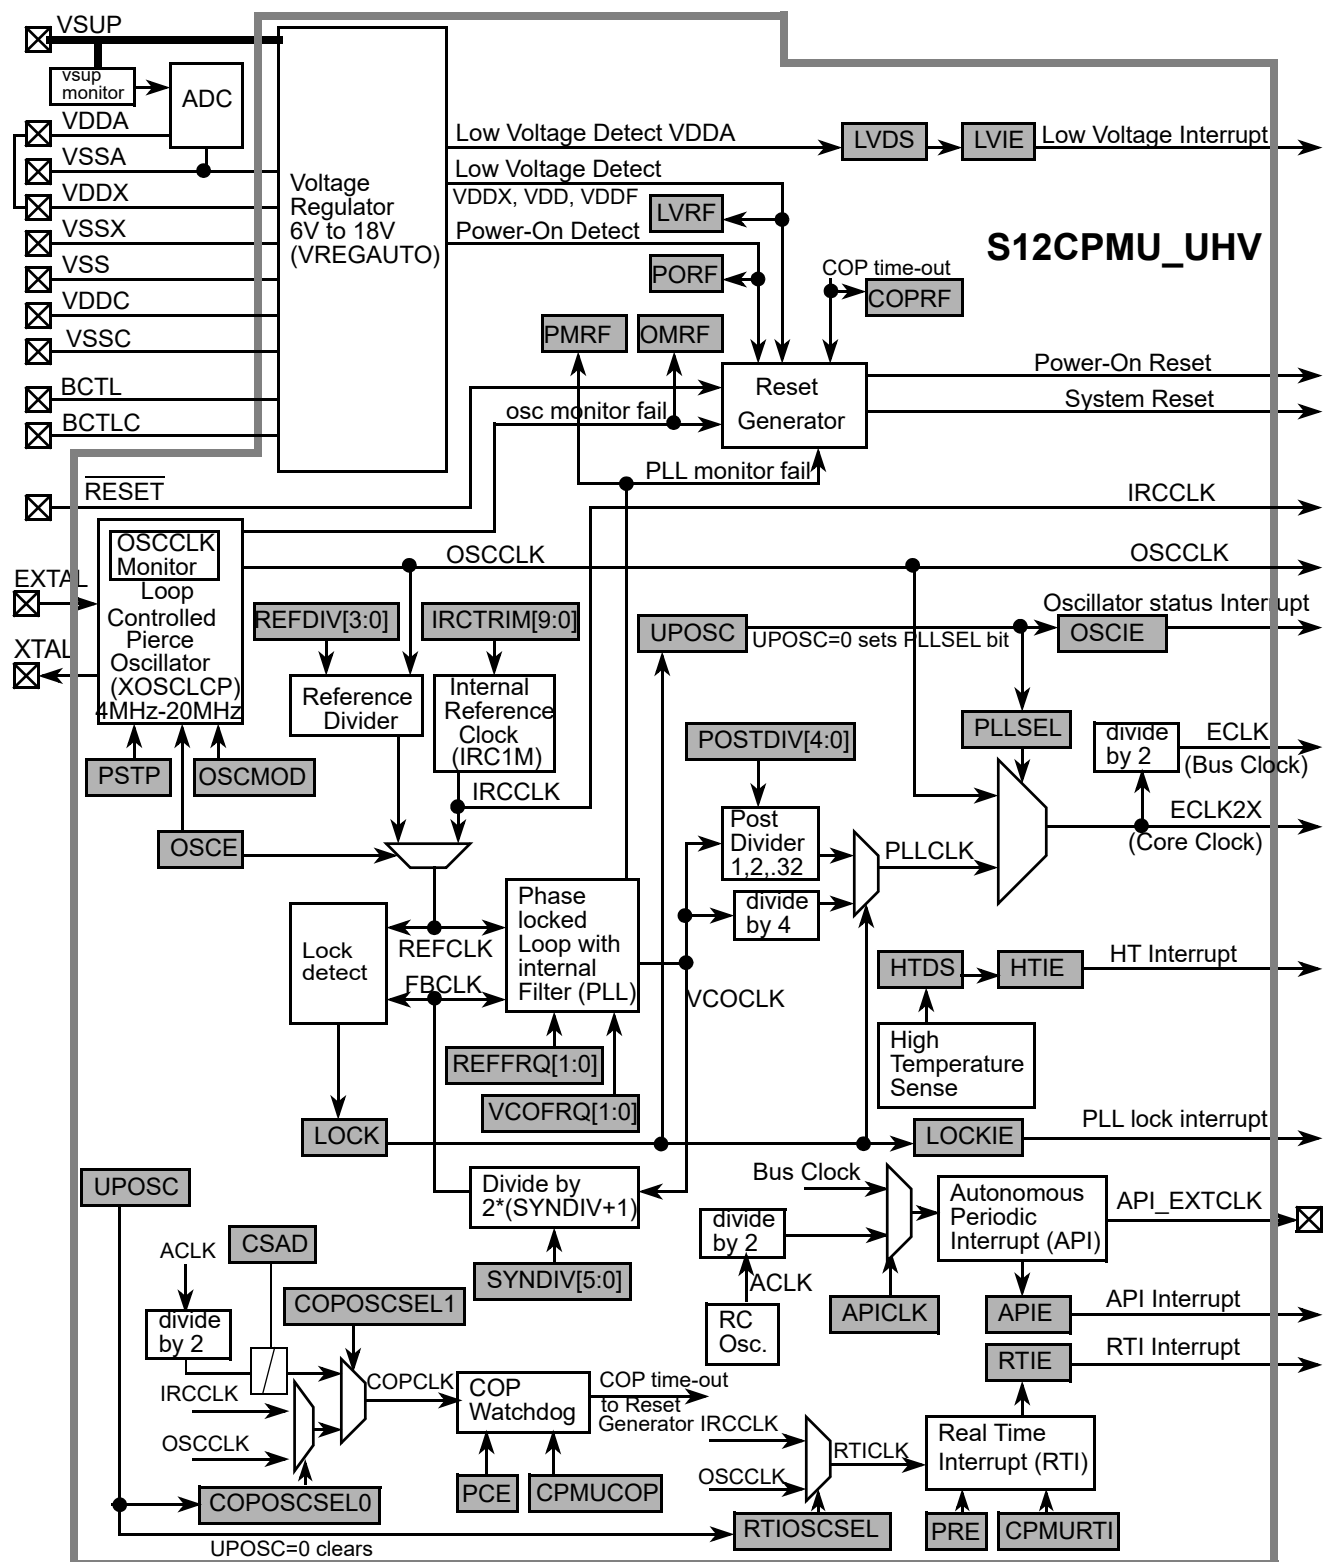 VSUP
vsup
monitor
ADC
VDDA
VSSA
VDDX
VSSX
VSS
VDDC
VSSC
BCTL
BCTLC
RESET
Voltage
Regulator
6V to 18V
(VREGAUTO)
Low Voltage Detect VDDA
LVDS
LVIE
Low Voltage Interrupt
Low Voltage Detect
VDDX, VDD, VDDF
LVRF
Power-On Detect
PORF
S12CPMU_UHV
COP time-out
COPRF
PMRF
OMRF
Reset
Generator
Power-On Reset
System Reset
osc monitor fail
PLL monitor fail
IRCCLK
OSCCLK
Monitor
Loop
Controlled
Pierce
Oscillator
(XOSCLCP)
4MHz-20MHz
EXTAL
XTAL
OSCCLK
OSCCLK
REFDIV[3:0]
IRCTRIM[9:0]
UPOSC
UPOSC=0 sets PLLSEL bit
Oscillator status Interrupt
OSCIE
Reference
Divider
Internal
Reference
Clock
(IRC1M)
PSTP
OSCMOD
POSTDIV[4:0]
PLLSEL
divide
by 2
ECLK
(Bus Clock)
IRCCLK
OSCE
Post
Divider
1,2,.32
PLLCLK
ECLK2X
(Core Clock)
divide
by 4
Lock
detect
REFCLK
FBCLK
Phase
locked
Loop with
internal
Filter (PLL)
VCOCLK
HTDS
HTIE
HT Interrupt
High
Temperature
Sense
REFFRQ[1:0]
VCOFRQ[1:0]
LOCK
LOCKIE
PLL lock interrupt
UPOSC
Divide by
2*(SYNDIV+1)
SYNDIV[5:0]
Bus Clock
divide
by 2
ACLK
RC
Osc.
APICLK
Autonomous
Periodic
Interrupt (API)
API_EXTCLK
APIE
API Interrupt
RTIE
RTI Interrupt
ACLK
CSAD
divide
by 2
COPOSCSEL1
IRCCLK
OSCCLK
COPCLK
COP
Watchdog
COP time-out
to Reset
Generator
IRCCLK
OSCCLK
RTICLK
Real Time
Interrupt (RTI)
COPOSCSEL0
PCE
CPMUCOP
RTIOSCSEL
PRE
CPMURTI
UPOSC=0 clears